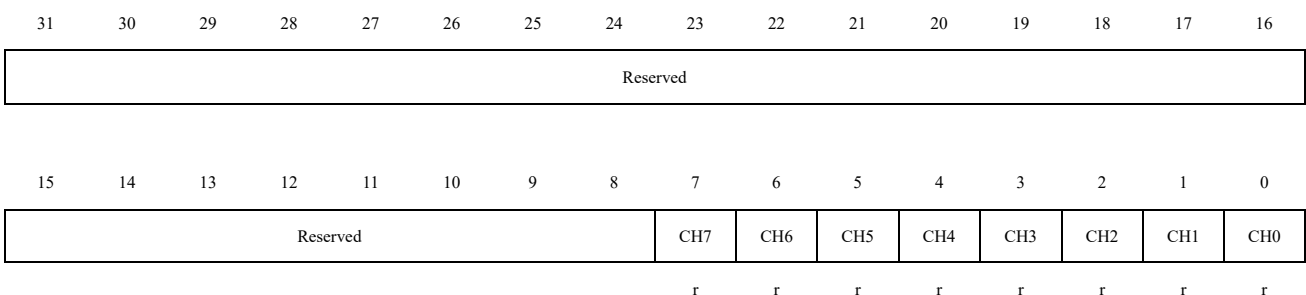 31 30 29 28 27 26 25 24 23 22 21 20 19 18 17 16
Reserved
15 14 13 12 11 10 9 8 7 6 5 4 3 2 1 0
Reserved CH7 CH6 CH5 CH4 CH3 CH2 CH1 CH0
r r r r r r r r